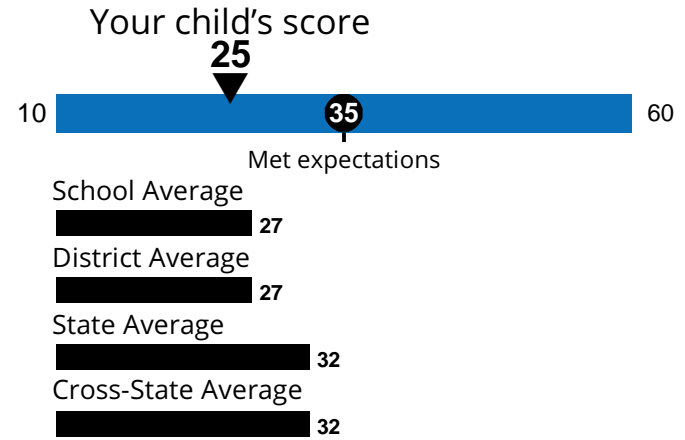 Your child’s score
25
10 35 60
Met expectations
School Average
27
District Average
27
State Average
32
Cross-State Average
32